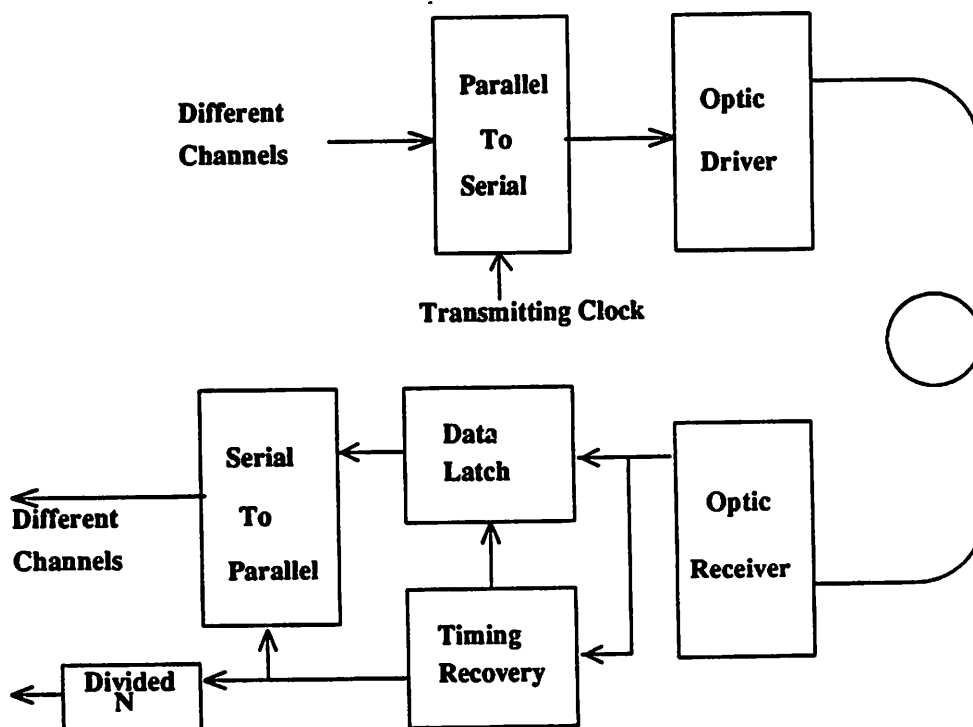 Different
Channels
Parallel
To
Serial
Optic
Driver
Transmitting Clock
Serial
To
Parallel
Data
Latch
Optic
Receiver
Different
Channels
Timing
Recovery
Divided
N